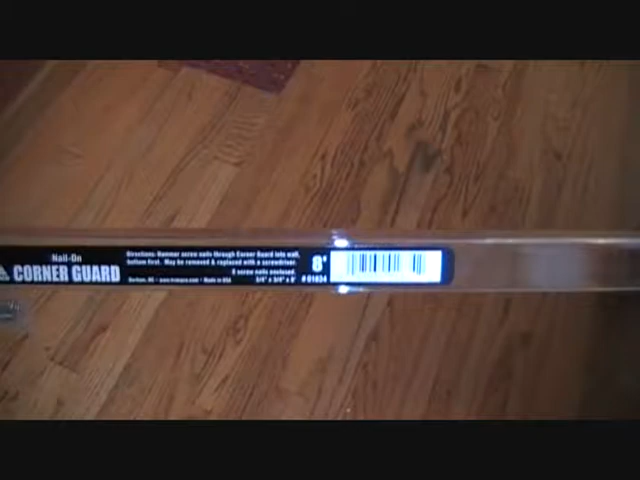 Nail-On
CORNER GUARD
Directions: Hammer screw nails through Corner Guard into wall,
bottom first. May be removed & replaced with a screwdriver.
8 screw nails enclosed.
Made in USA
3/4" x 3/4" x 8'
8'